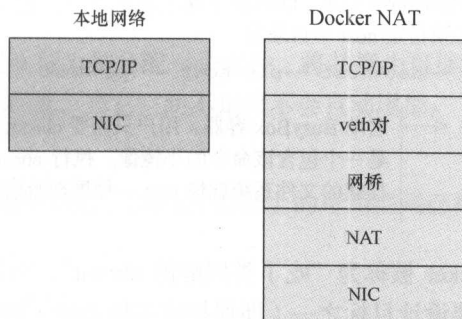 本地网络
TCP/IP
NIC
Docker NAT
TCP/IP
veth对
网桥
NAT
NIC